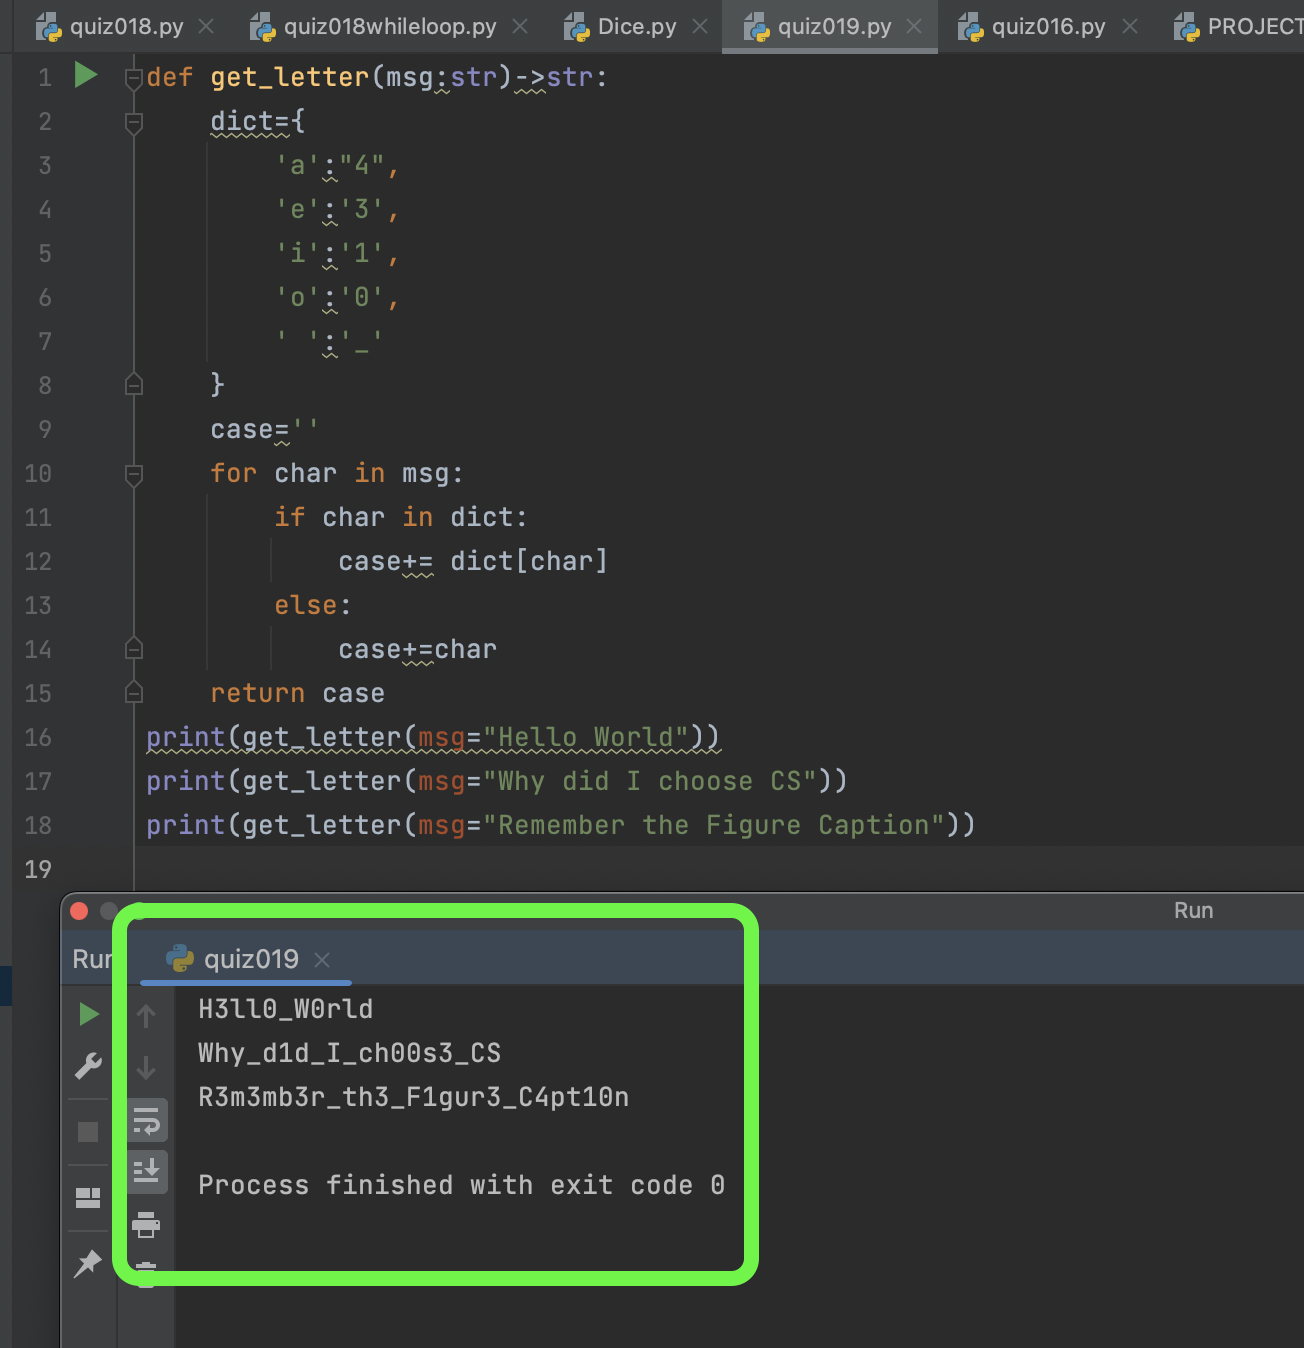 quiz018.py quiz018whileloop.py Dice.py quiz019.py quiz016.py PROJECT
1 def get_letter(msg:str)->str:
2 dict={
3 'a':"4",
4 'e':'3',
5 'i':'1',
6 'o':'0',
7 ' ':'_'
8 }
9 case=''
10 for char in msg:
11 if char in dict:
12 case+= dict[char]
13 else:
14 case+=char
15 return case
16 print(get_letter(msg="Hello World"))
17 print(get_letter(msg="Why did I choose CS"))
18 print(get_letter(msg="Remember the Figure Caption"))
19
Run
Run quiz019
H3ll0_W0rld
Why_d1d_I_ch00s3_CS
R3m3mb3r_th3_F1gur3_C4pt10n
Process finished with exit code 0